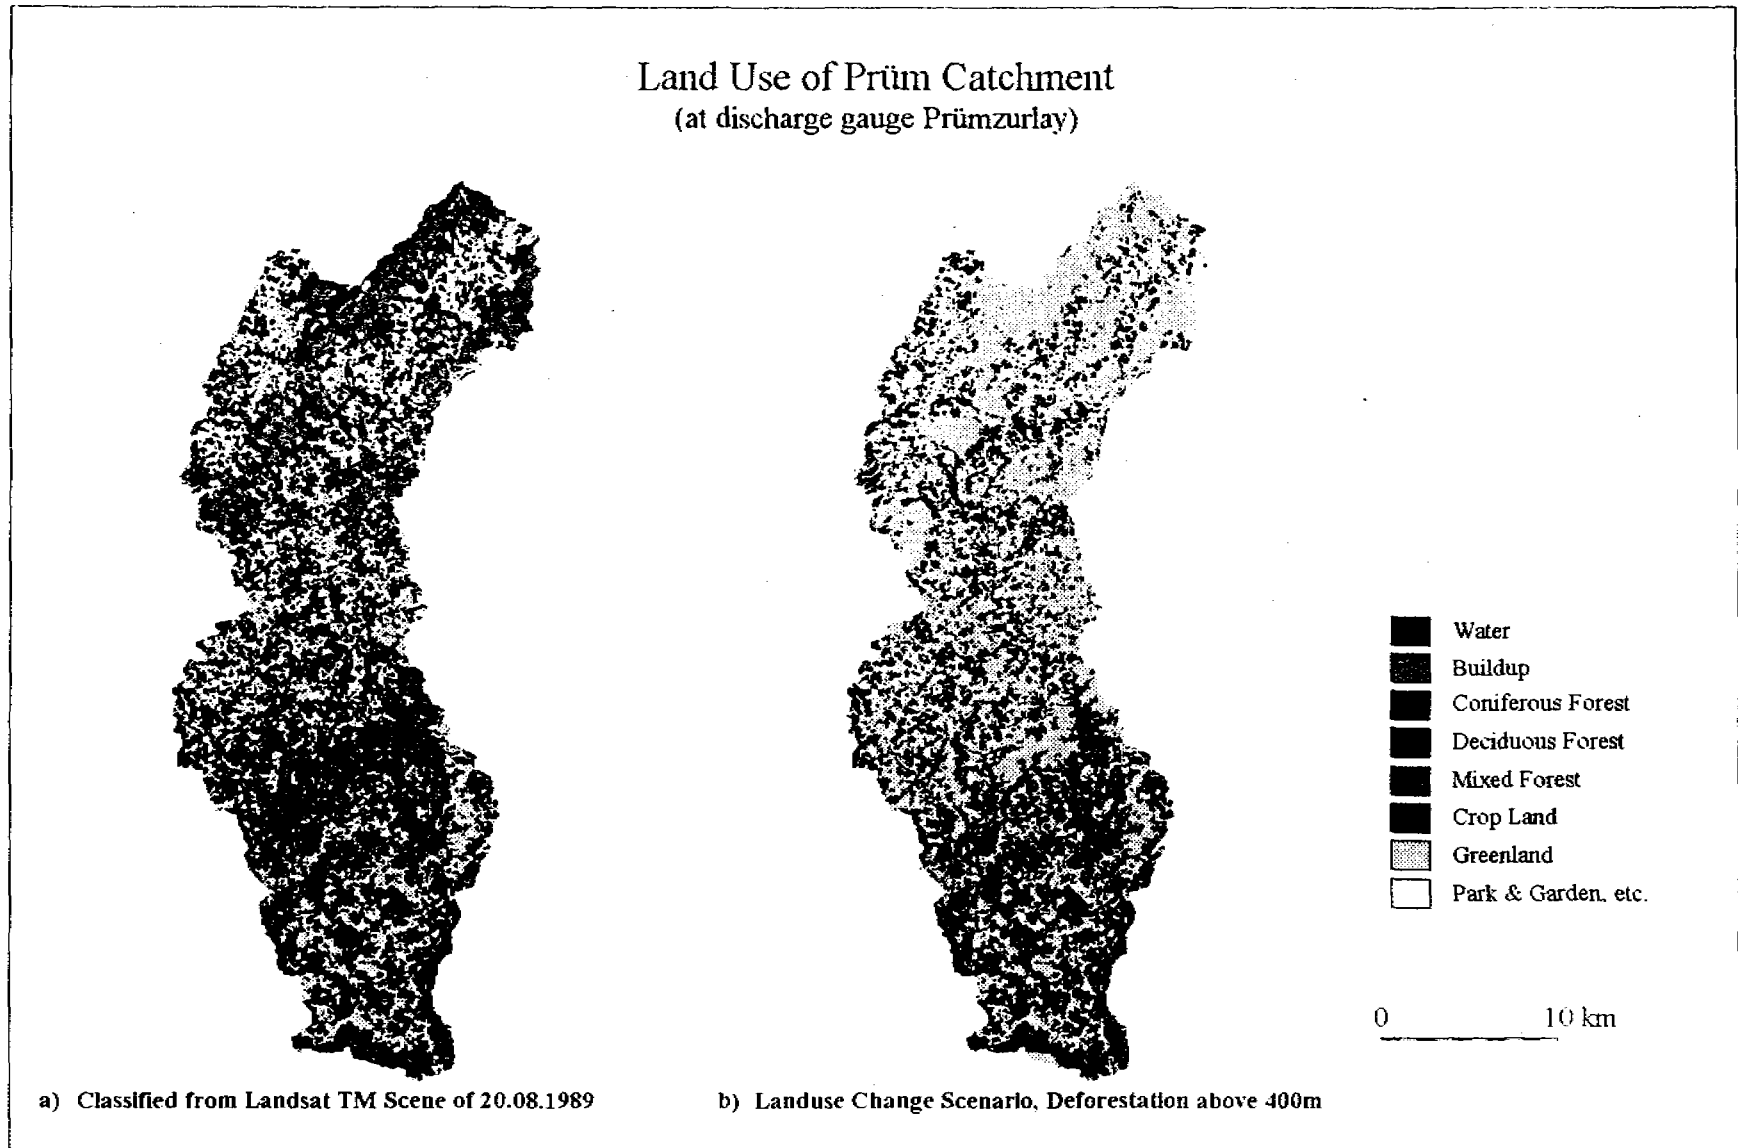 Land Use of Prüm Catchment
(at discharge gauge Prümzurlay)
Water
Buildup
Coniferous Forest
Deciduous Forest
Mixed Forest
Crop Land
Greenland
Park & Garden, etc.
0 10 km
a) Classified from Landsat TM Scene of 20.08.1989
b) Landuse Change Scenario, Deforestation above 400m